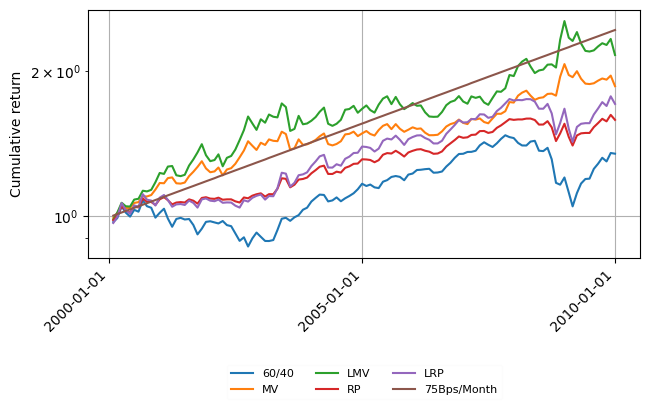 Cumulative return
2 × 10⁰
10⁰
2000-01-01
2005-01-01
2010-01-01
60/40 LMV LRP
MV RP 75Bps/Month